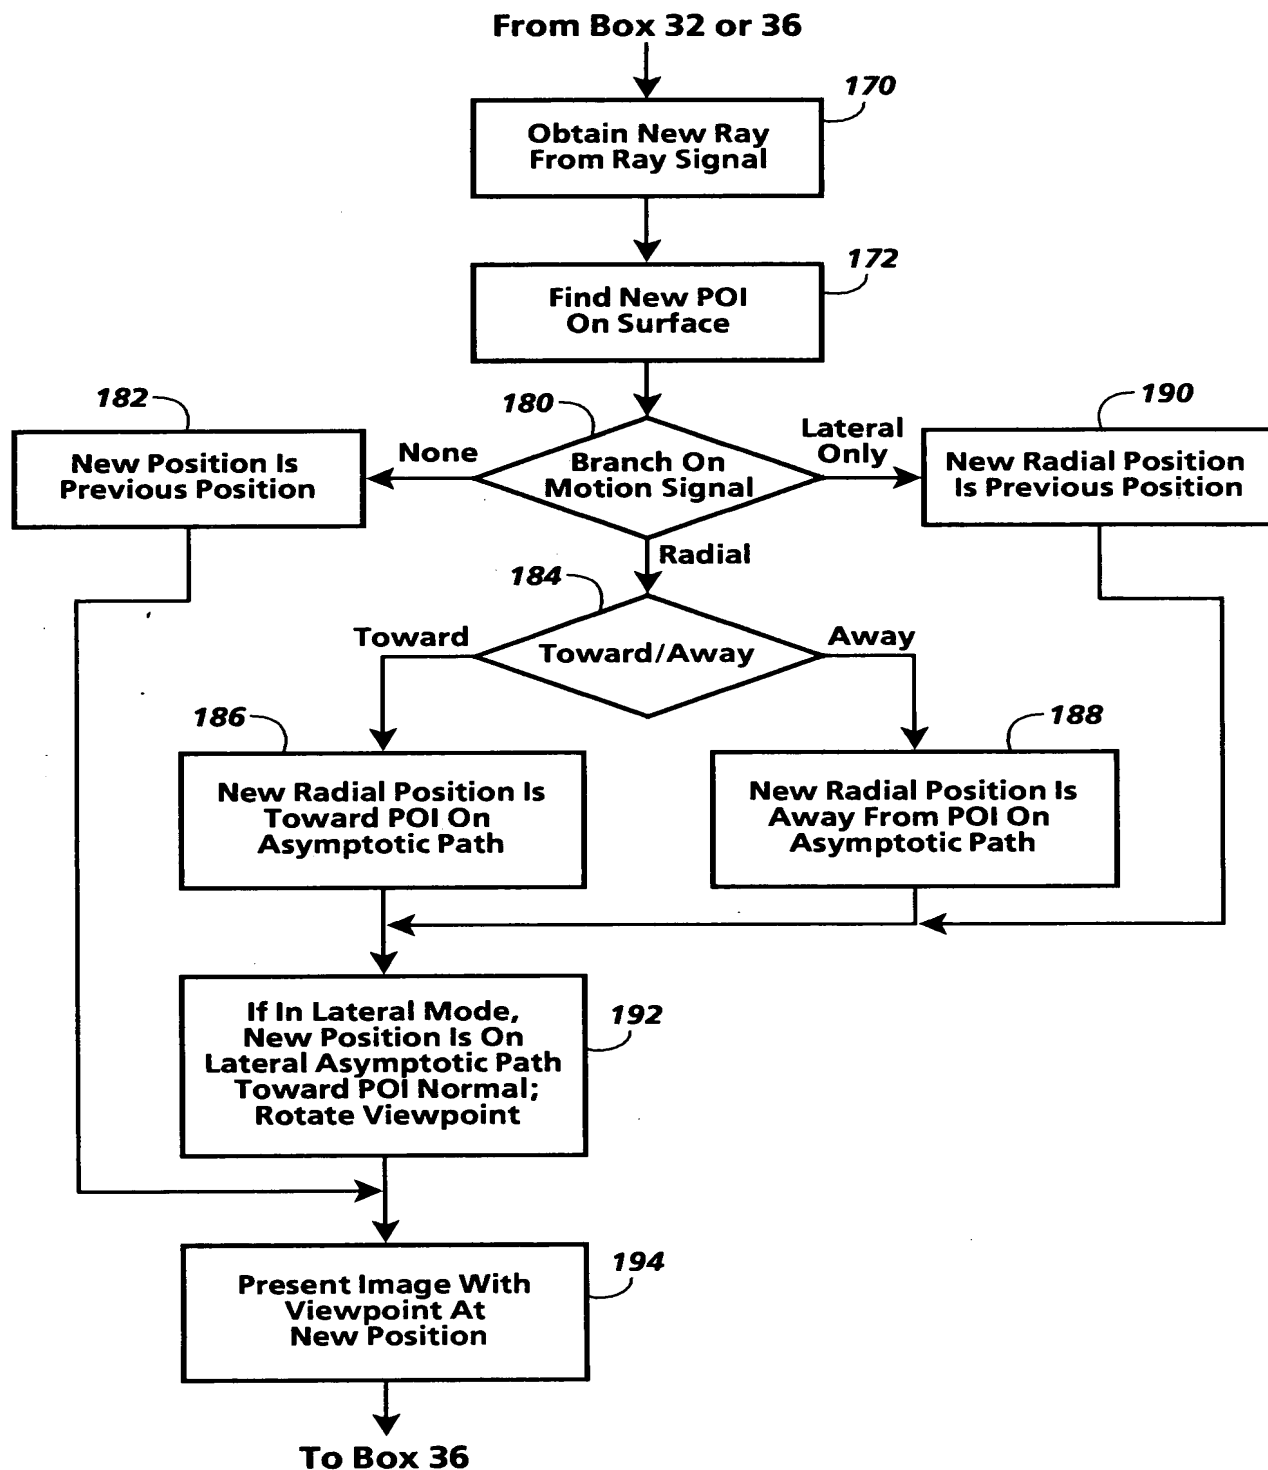 From Box 32 or 36
170
Obtain New Ray
From Ray Signal
172
Find New POI
On Surface
182
New Position Is
Previous Position
None
180
Branch On
Motion Signal
Lateral
Only
190
New Radial Position
Is Previous Position
Radial
184
Toward
Toward/Away
Away
186
New Radial Position Is
Toward POI On
Asymptotic Path
188
New Radial Position Is
Away From POI On
Asymptotic Path
192
If In Lateral Mode,
New Position Is On
Lateral Asymptotic Path
Toward POI Normal;
Rotate Viewpoint
194
Present Image With
Viewpoint At
New Position
To Box 36